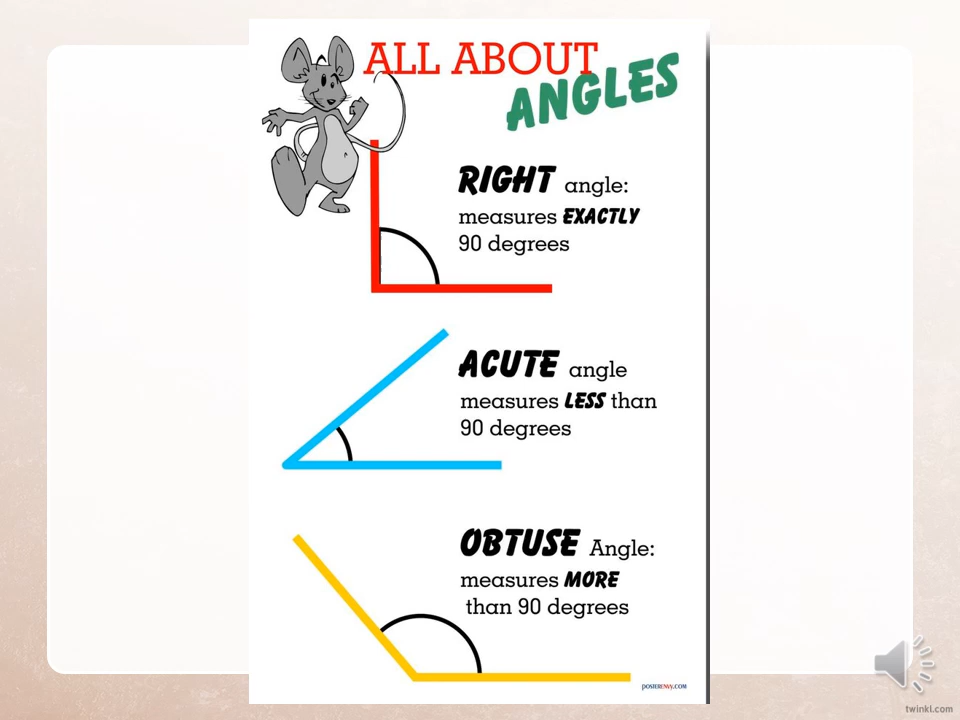 ALL ABOUT
ANGLES
RIGHT angle:
measures EXACTLY
90 degrees
ACUTE angle
measures LESS than
90 degrees
OBTUSE Angle:
measures MORE
than 90 degrees
POSTERENVY.COM
twinkl.com